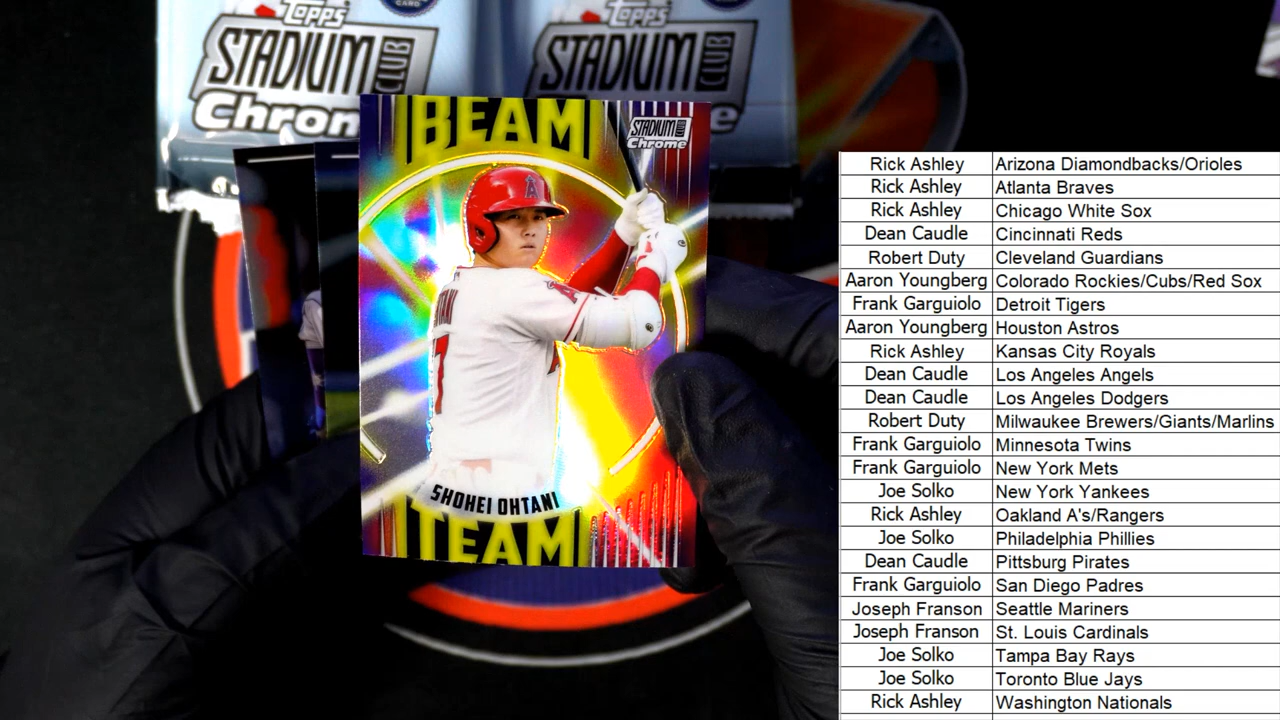 Topps
STADIUM CLUB
Chrom
Topps
STADIUM CLUB
e
CARD
BEAM
STADIUM CLUB
Chrome
A
SHOHEI OHTANI
TEAM
Rick Ashley Arizona Diamondbacks/Orioles
Rick Ashley Atlanta Braves
Rick Ashley Chicago White Sox
Dean Caudle Cincinnati Reds
Robert Duty Cleveland Guardians
Aaron Youngberg Colorado Rockies/Cubs/Red Sox
Frank Garguiolo Detroit Tigers
Aaron Youngberg Houston Astros
Rick Ashley Kansas City Royals
Dean Caudle Los Angeles Angels
Dean Caudle Los Angeles Dodgers
Robert Duty Milwaukee Brewers/Giants/Marlins
Frank Garguiolo Minnesota Twins
Frank Garguiolo New York Mets
Joe Solko New York Yankees
Rick Ashley Oakland A's/Rangers
Joe Solko Philadelphia Phillies
Dean Caudle Pittsburg Pirates
Frank Garguiolo San Diego Padres
Joseph Franson Seattle Mariners
Joseph Franson St. Louis Cardinals
Joe Solko Tampa Bay Rays
Joe Solko Toronto Blue Jays
Rick Ashley Washington Nationals